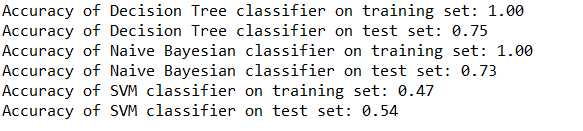 Accuracy of Decision Tree classifier on training set: 1.00
Accuracy of Decision Tree classifier on test set: 0.75
Accuracy of Naive Bayesian classifier on training set: 1.00
Accuracy of Naive Bayesian classifier on test set: 0.73
Accuracy of SVM classifier on training set: 0.47
Accuracy of SVM classifier on test set: 0.54